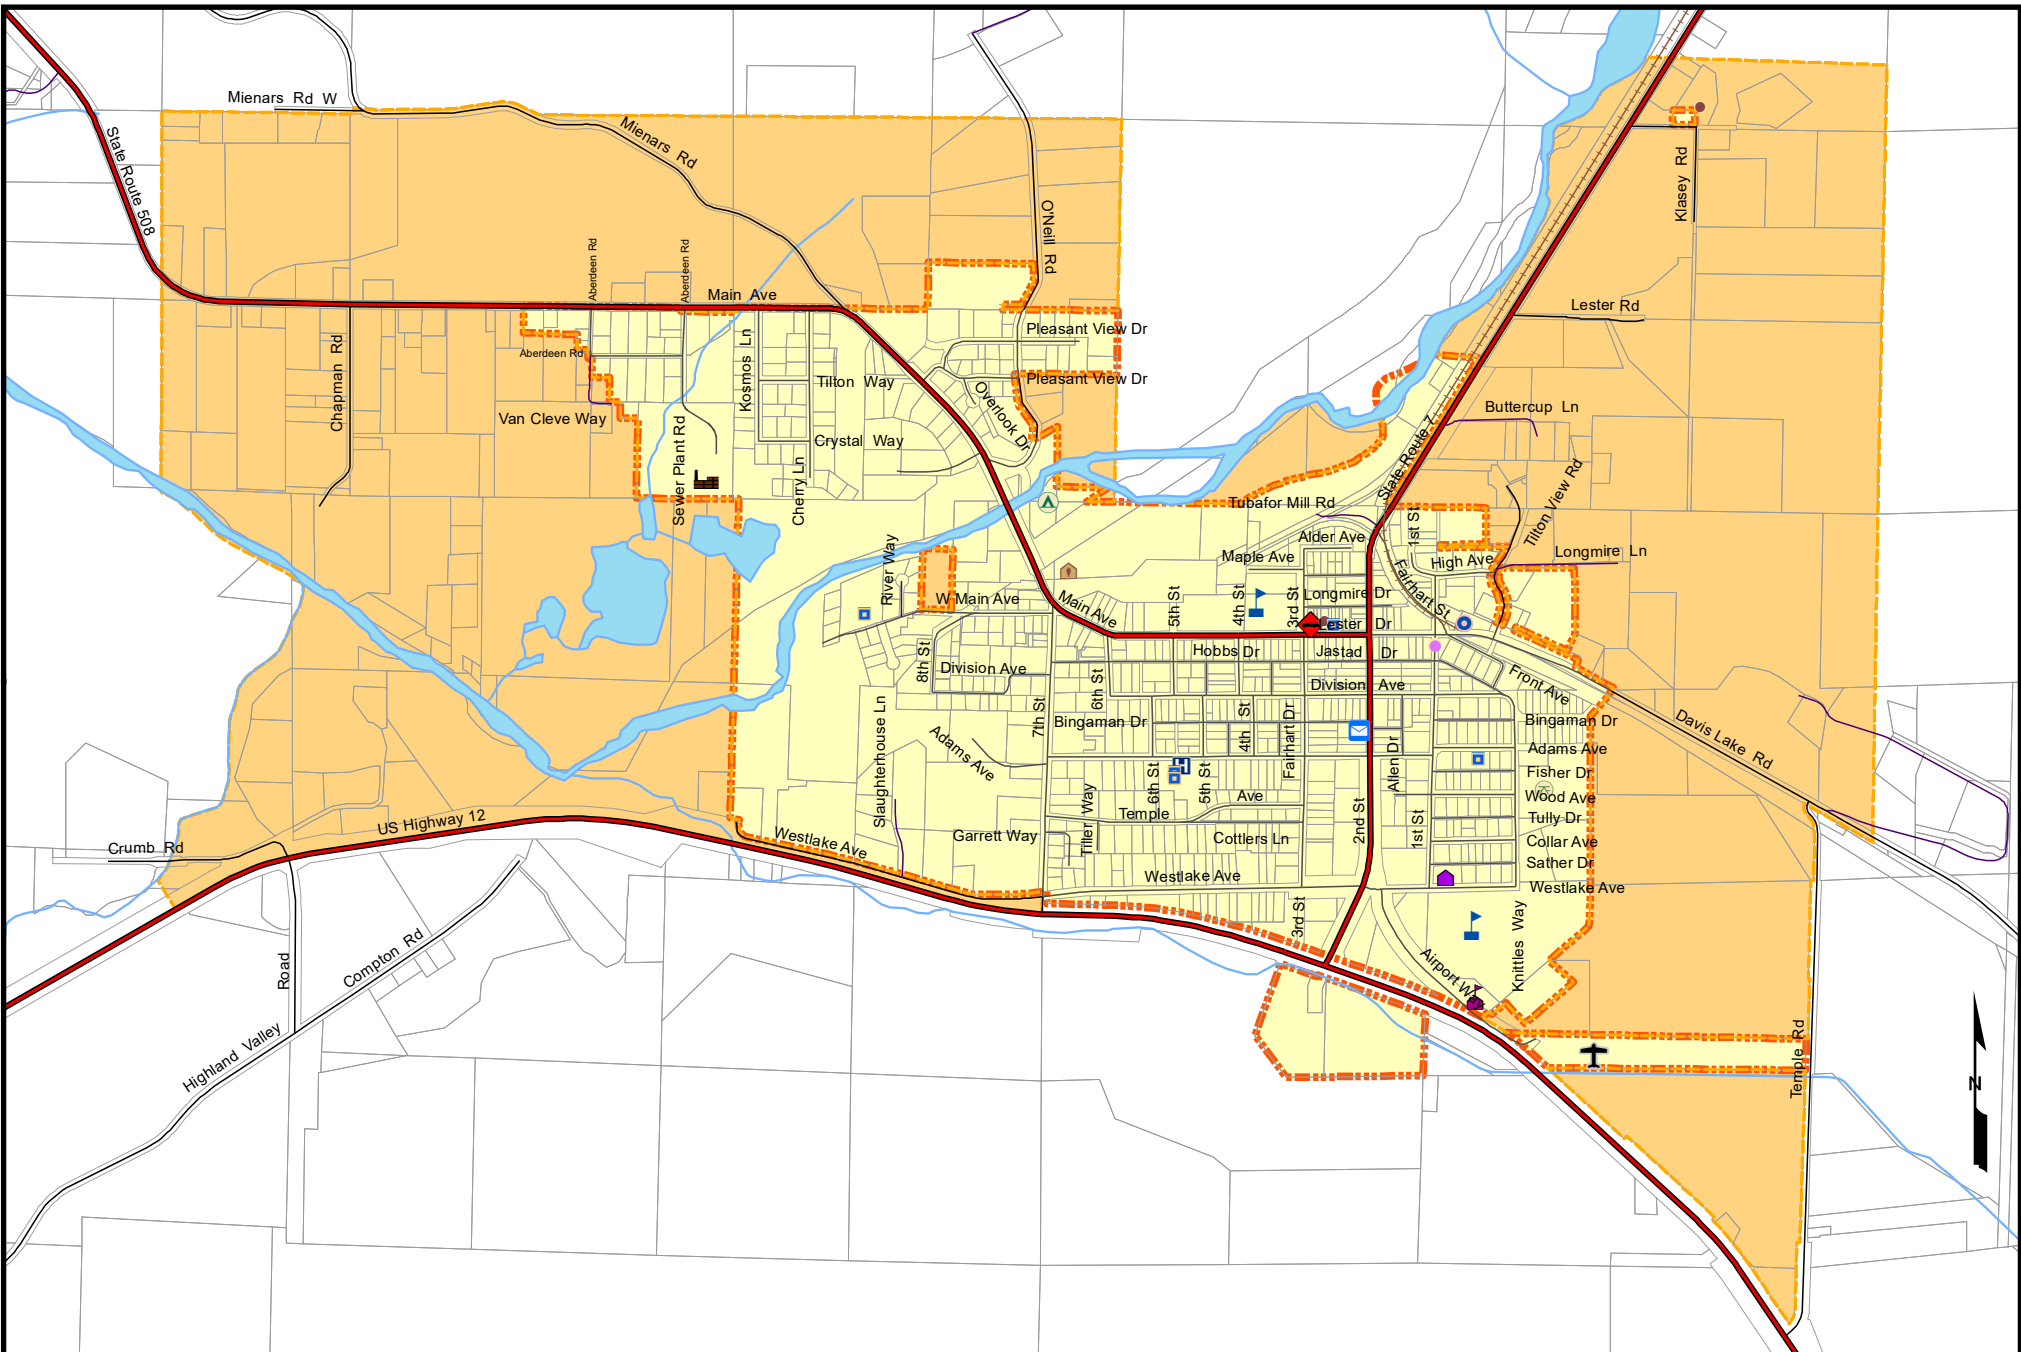 Mienars Rd W
Mienars Rd
State Route 508
O'Neill Rd
Klasey Rd
Aberdeen Rd
Aberdeen Rd
Main Ave
Lester Rd
Pleasant View Dr
Chapman Rd
Aberdeen Rd
Kosmos Ln
Tilton Way
Pleasant View Dr
Overlook Dr
Van Cleve Way
Buttercup Ln
Crystal Way
Sewer Plant Rd
Cherry Ln
State Route 7
Tubafor Mill Rd
Tilton View Rd
1st St
Alder Ave
Maple Ave
High Ave
Longmire Ln
River Way
Fairhart St
W Main Ave
Main Ave
5th St
4th St
3rd St
Longmire Dr
Lester Dr
Hobbs Dr
Jastad Dr
8th St
Division Ave
6th St
Division Ave
Front Ave
Slaughterhouse Ln
7th St
Bingaman Dr
4th St
Fairhart Dr
Bingaman Dr
Davis Lake Rd
Adams Ave
Allen Dr
Adams Ave
6th St
5th St
Fisher Dr
Tiller Way
Temple Ave
Wood Ave
US Highway 12
Westlake Ave
Garrett Way
Cottlers Ln
2nd St
1st St
Tully Dr
Collar Ave
Crumb Rd
Sather Dr
Westlake Ave
Westlake Ave
3rd St
Knittles Way
Road
Compton Rd
Airport Way
Highland Valley
Temple Rd
N